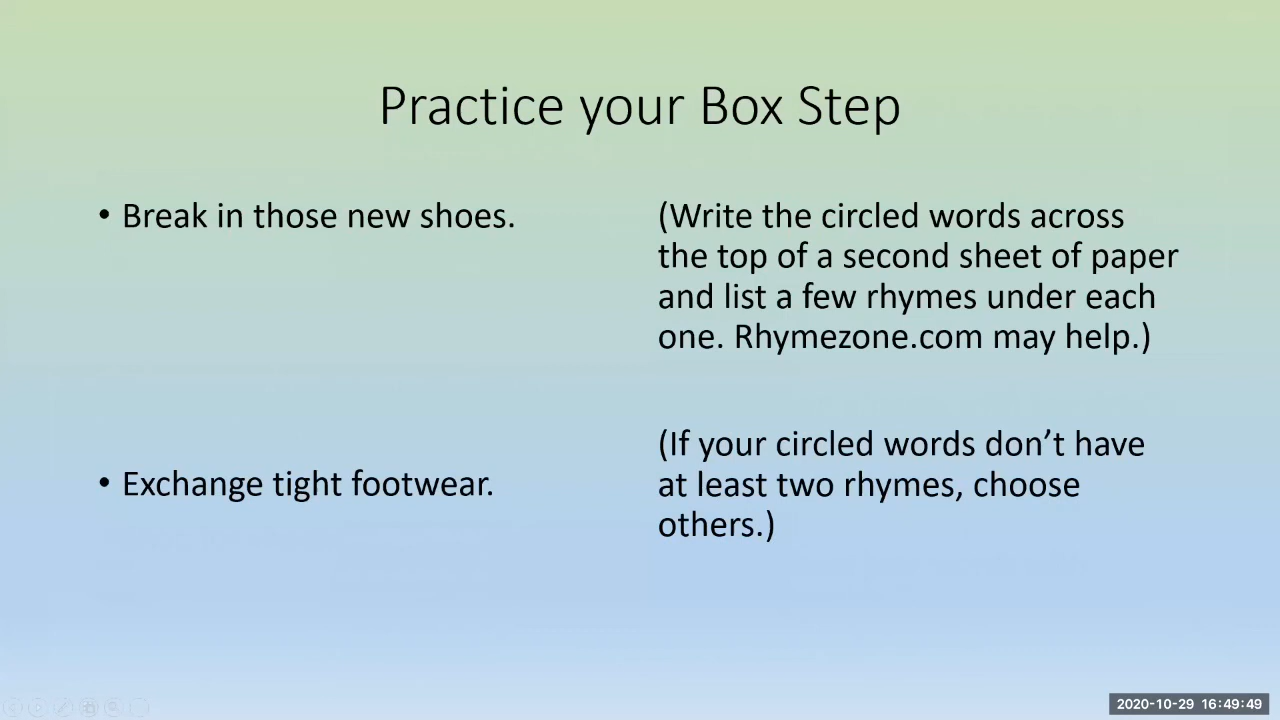 Practice your Box Step
• Break in those new shoes.
(Write the circled words across
the top of a second sheet of paper
and list a few rhymes under each
one. Rhymezone.com may help.)
• Exchange tight footwear.
(If your circled words don’t have
at least two rhymes, choose
others.)
2020-10-29 16:49:49